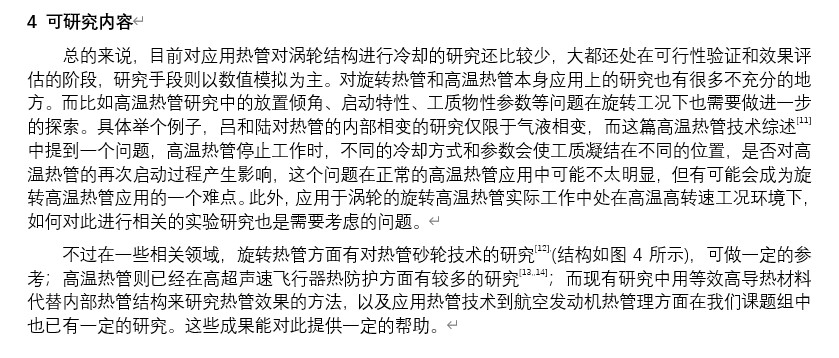 4 可研究内容
总的来说，目前对应用热管对涡轮结构进行冷却的研究还比较少，大都还处在可行性验证和效果评
估的阶段，研究手段则以数值模拟为主。对旋转热管和高温热管本身应用上的研究也有很多不充分的地
方。而比如高温热管研究中的放置倾角、启动特性、工质物性参数等问题在旋转工况下也需要做进一步
的探索。具体举个例子，吕和陆对热管的内部相变的研究仅限于气液相变，而这篇高温热管技术综述[11]
中提到一个问题，高温热管停止工作时，不同的冷却方式和参数会使工质凝结在不同的位置，是否对高
温热管的再次启动过程产生影响，这个问题在正常的高温热管应用中可能不太明显，但有可能会成为旋
转高温热管应用的一个难点。此外，应用于涡轮的旋转高温热管实际工作中处在高温高转速工况环境下，
如何对此进行相关的实验研究也是需要考虑的问题。
不过在一些相关领域，旋转热管方面有对热管砂轮技术的研究[12](结构如图 4 所示)，可做一定的参
考；高温热管则已经在高超声速飞行器热防护方面有较多的研究[13,14]；而现有研究中用等效高导热材料
代替内部热管结构来研究热管效果的方法，以及应用热管技术到航空发动机热管理方面在我们课题组中
也已有一定的研究。这些成果能对此提供一定的帮助。